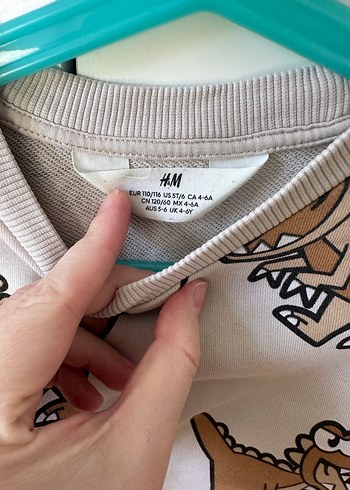 H&M
EUR 110/116 US 5T/6 CA 4-6A
CN 120/60 MX 4-6A
AUS 5-6 UK 4-6Y